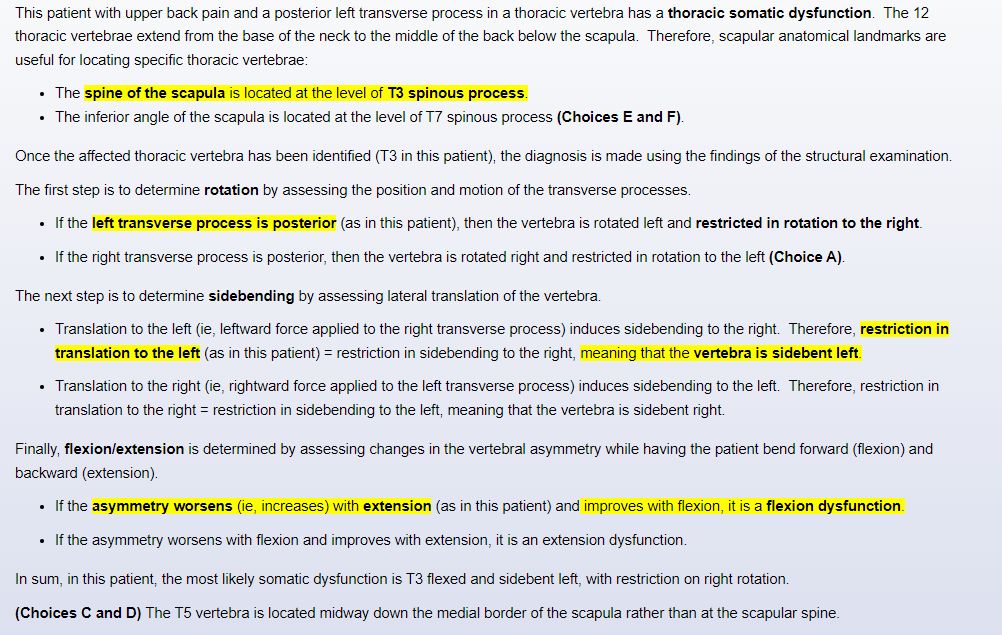 This patient with upper back pain and a posterior left transverse process in a thoracic vertebra has a thoracic somatic dysfunction. The 12
thoracic vertebrae extend from the base of the neck to the middle of the back below the scapula. Therefore, scapular anatomical landmarks are
useful for locating specific thoracic vertebrae:
• The spine of the scapula is located at the level of T3 spinous process.
• The inferior angle of the scapula is located at the level of T7 spinous process (Choices E and F).
Once the affected thoracic vertebra has been identified (T3 in this patient), the diagnosis is made using the findings of the structural examination.
The first step is to determine rotation by assessing the position and motion of the transverse processes.
• If the left transverse process is posterior (as in this patient), then the vertebra is rotated left and restricted in rotation to the right.
• If the right transverse process is posterior, then the vertebra is rotated right and restricted in rotation to the left (Choice A).
The next step is to determine sidebending by assessing lateral translation of the vertebra.
• Translation to the left (ie, leftward force applied to the right transverse process) induces sidebending to the right. Therefore, restriction in
translation to the left (as in this patient) = restriction in sidebending to the right, meaning that the vertebra is sidebent left.
• Translation to the right (ie, rightward force applied to the left transverse process) induces sidebending to the left. Therefore, restriction in
translation to the right = restriction in sidebending to the left, meaning that the vertebra is sidebent right.
Finally, flexion/extension is determined by assessing changes in the vertebral asymmetry while having the patient bend forward (flexion) and
backward (extension).
• If the asymmetry worsens (ie, increases) with extension (as in this patient) and improves with flexion, it is a flexion dysfunction.
• If the asymmetry worsens with flexion and improves with extension, it is an extension dysfunction.
In sum, in this patient, the most likely somatic dysfunction is T3 flexed and sidebent left, with restriction on right rotation.
(Choices C and D) The T5 vertebra is located midway down the medial border of the scapula rather than at the scapular spine.